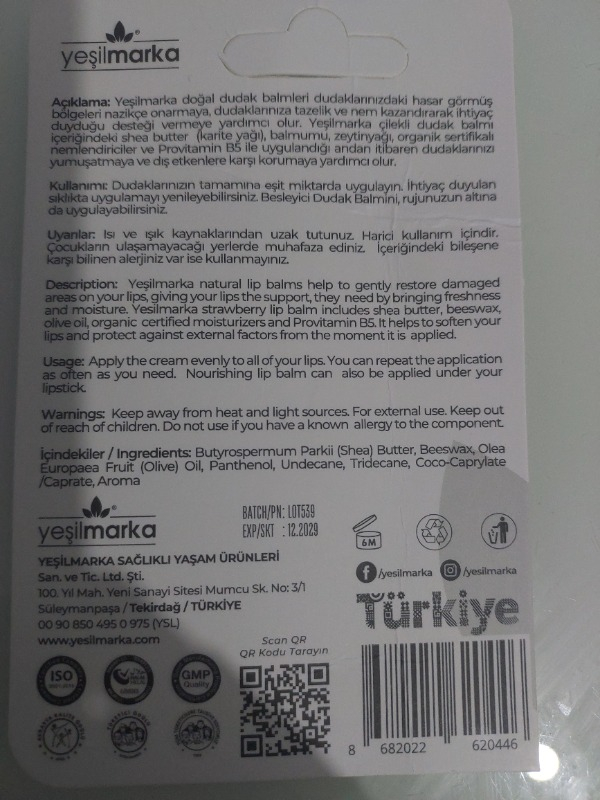 yeşilmarka
Açıklama: Yeşilmarka doğal dudak balmleri dudaklarınızdaki hasar görmüş
bölgeleri nazikçe onarmaya, dudaklarınıza tazelik ve nem kazandırarak ihtiyaç
duyduğu desteği vermeye yardımcı olur. Yeşilmarka çilekli dudak balmı
içeriğindeki shea butter (karite yağı), balmumu, zeytinyağı, organik sertifikalı
nemlendiriciler ve Provitamin B5 ile uygulandığı andan itibaren dudaklarınızı
yumuşatmaya ve dış etkenlere karşı korumaya yardımcı olur.
Kullanımı: Dudaklarınızın tamamına eşit miktarda uygulayın. İhtiyaç duyulan
sıklıkta uygulamayı yenileyebilirsiniz. Besleyici Dudak Balmini, rujunuzun altına
da uygulayabilirsiniz.
Uyarılar: Isı ve ışık kaynaklarından uzak tutunuz. Harici kullanım içindir.
Çocukların ulaşamayacağı yerlerde muhafaza ediniz. İçeriğindeki bileşene
karşı bilinen alerjiniz var ise kullanmayınız.
Description: Yeşilmarka natural lip balms help to gently restore damaged
areas on your lips, giving your lips the support, they need by bringing freshness
and moisture. Yesilmarka strawberry lip balm includes shea butter, beeswax,
olive oil, organic certified moisturizers and Provitamin B5. It helps to soften your
lips and protect against external factors from the moment it is applied.
Usage: Apply the cream evenly to all of your lips. You can repeat the application
as often as you need. Nourishing lip balm can also be applied under your
lipstick.
Warnings: Keep away from heat and light sources. For external use. Keep out
of reach of children. Do not use if you have a known allergy to the component.
İçindekiler / Ingredients: Butyrospermum Parkii (Shea) Butter, Beeswax, Olea
Europaea Fruit (Olive) Oil, Panthenol, Undecane, Tridecane, Coco-Caprylate
/Caprate, Aroma
yeşilmarka
BATCH/PN: LOT539
EXP/SKT : 12.2029
6M
YEŞİLMARKA SAĞLIKLI YAŞAM ÜRÜNLERİ
San. ve Tic. Ltd. Şti.
100. Yıl Mah. Yeni Sanayi Sitesi Mumcu Sk. No: 3/1
Süleymanpaşa / Tekirdağ / TÜRKİYE
00 90 850 495 0 975 (YSL)
www.yesilmarka.com
/yesilmarka
/yesilmarka
Türkiye
Scan QR
QR Kodu Tarayın
ISO
GMP
Quality
8 682022 620446